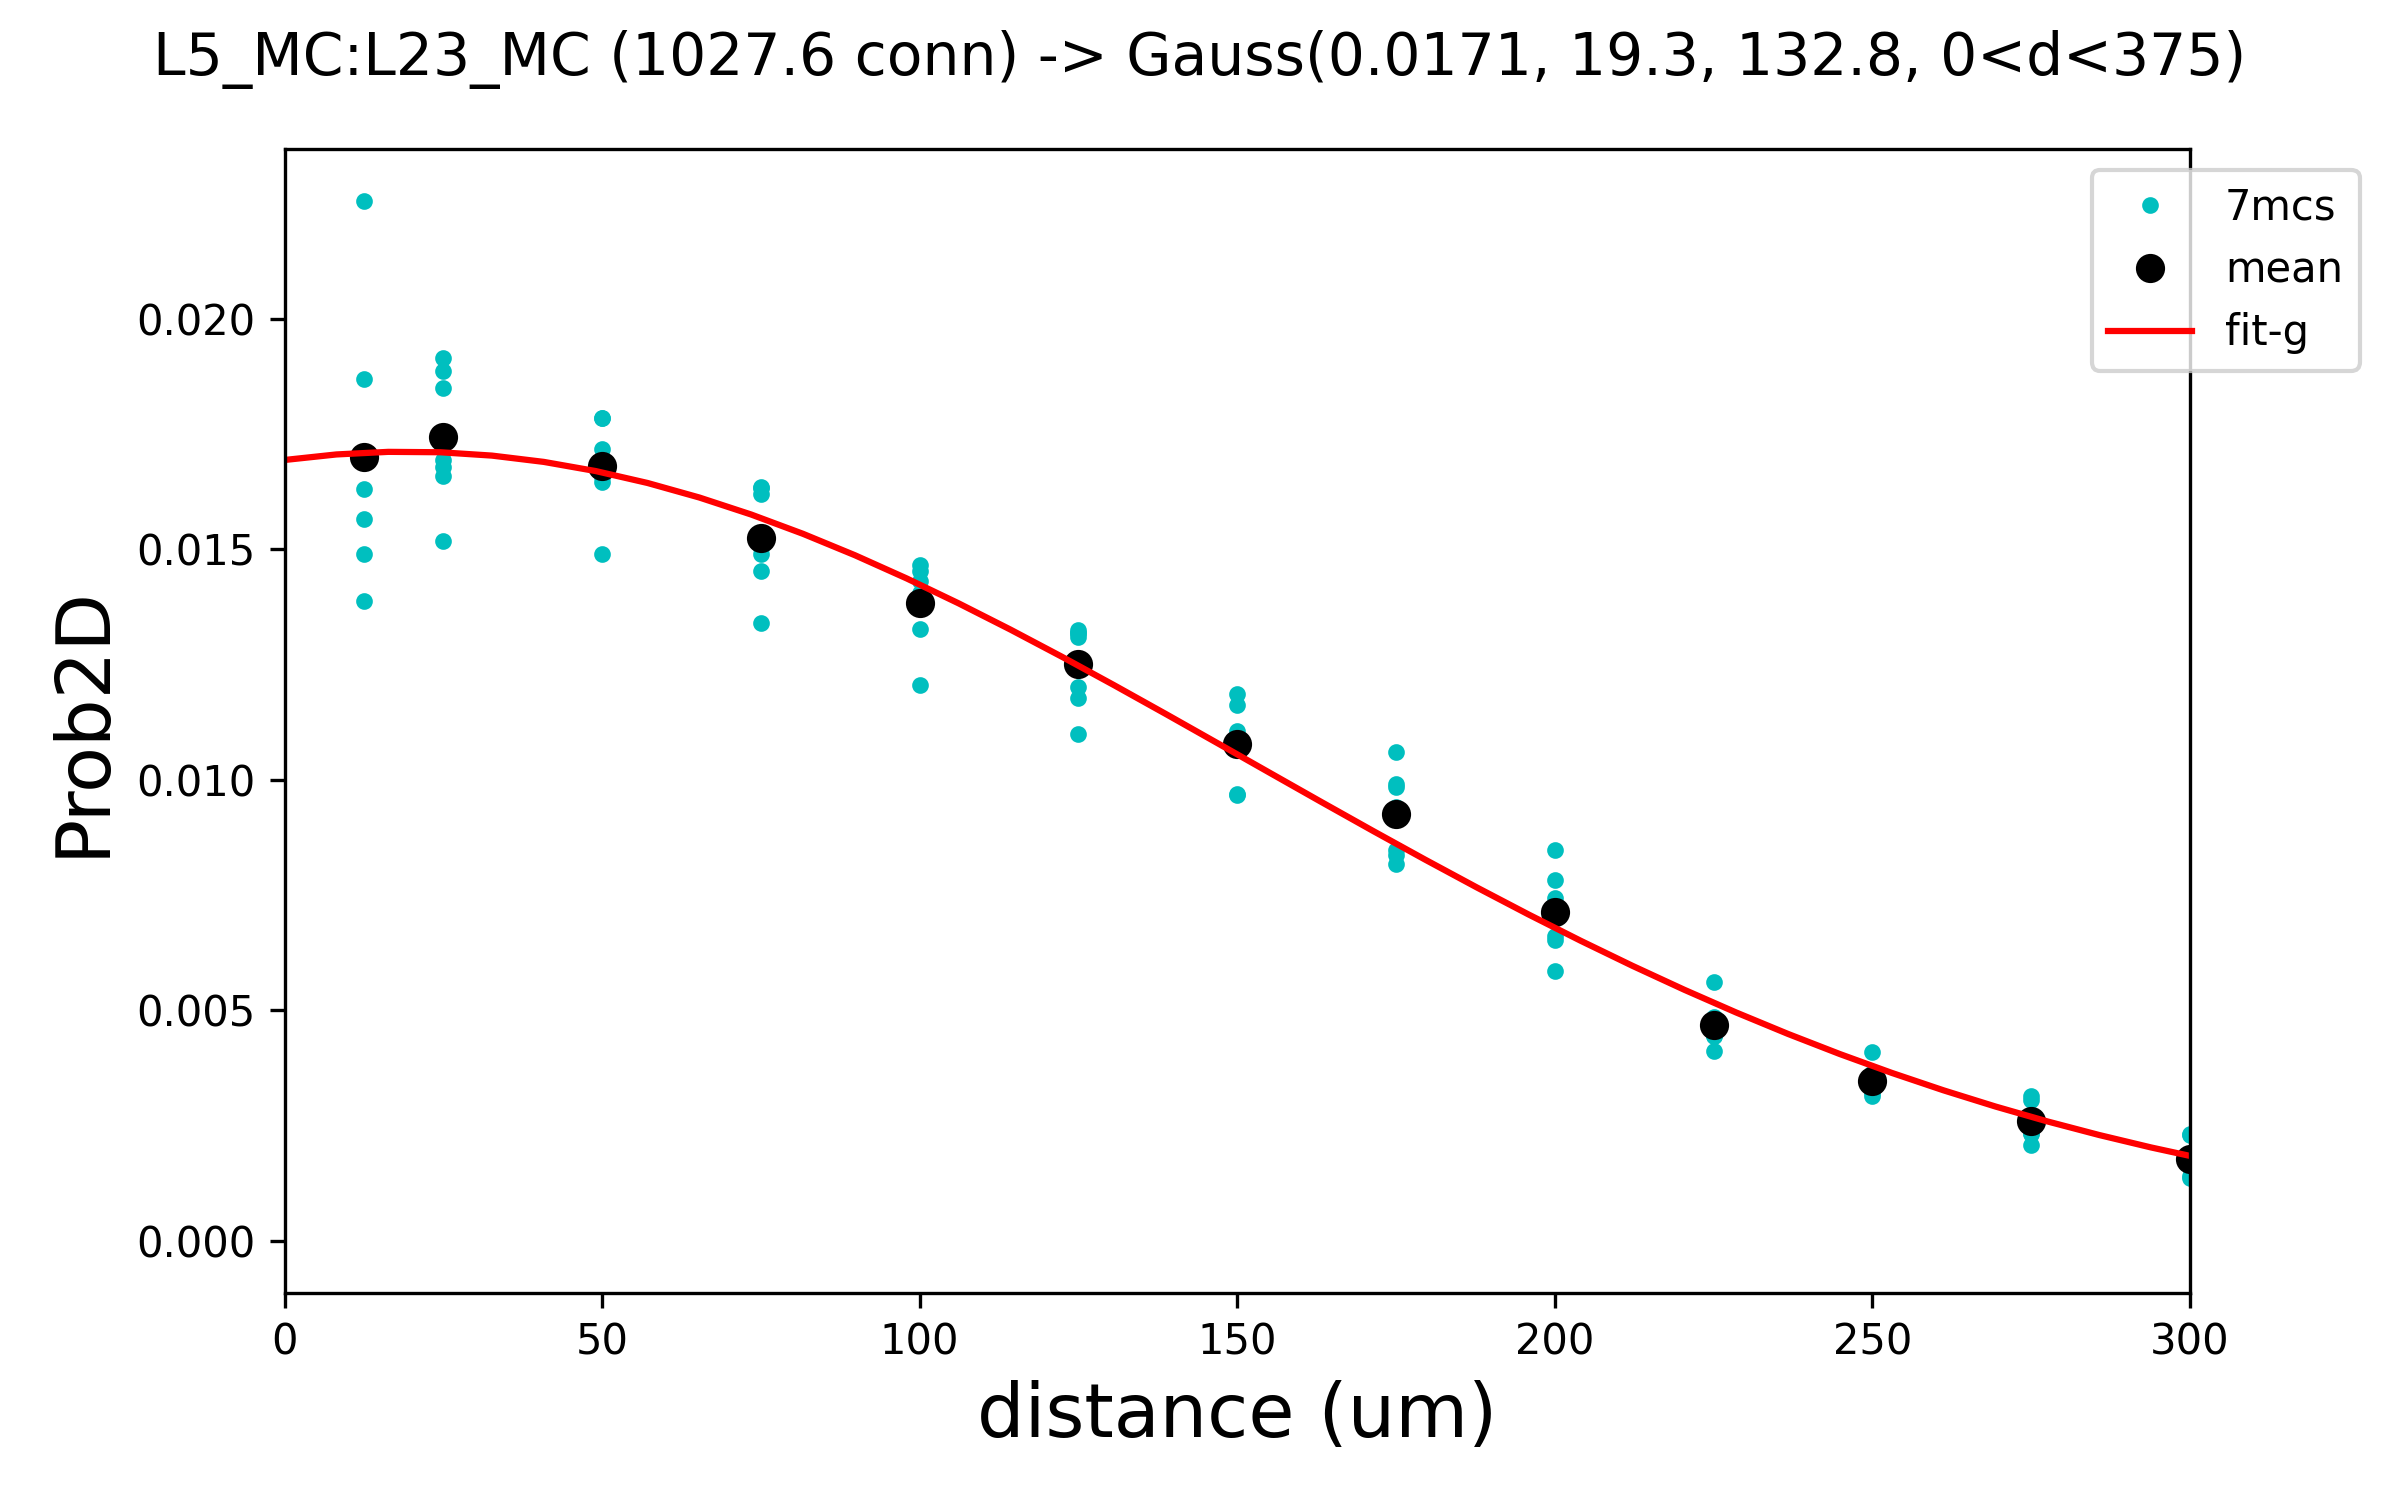 L5_MC:L23_MC (1027.6 conn) -> Gauss(0.0171, 19.3, 132.8, 0<d<375)
7mcs
mean
fit-g
0.020
0.015
0.010
0.005
0.000
Prob2D
0 50 100 150 200 250 300
distance (um)